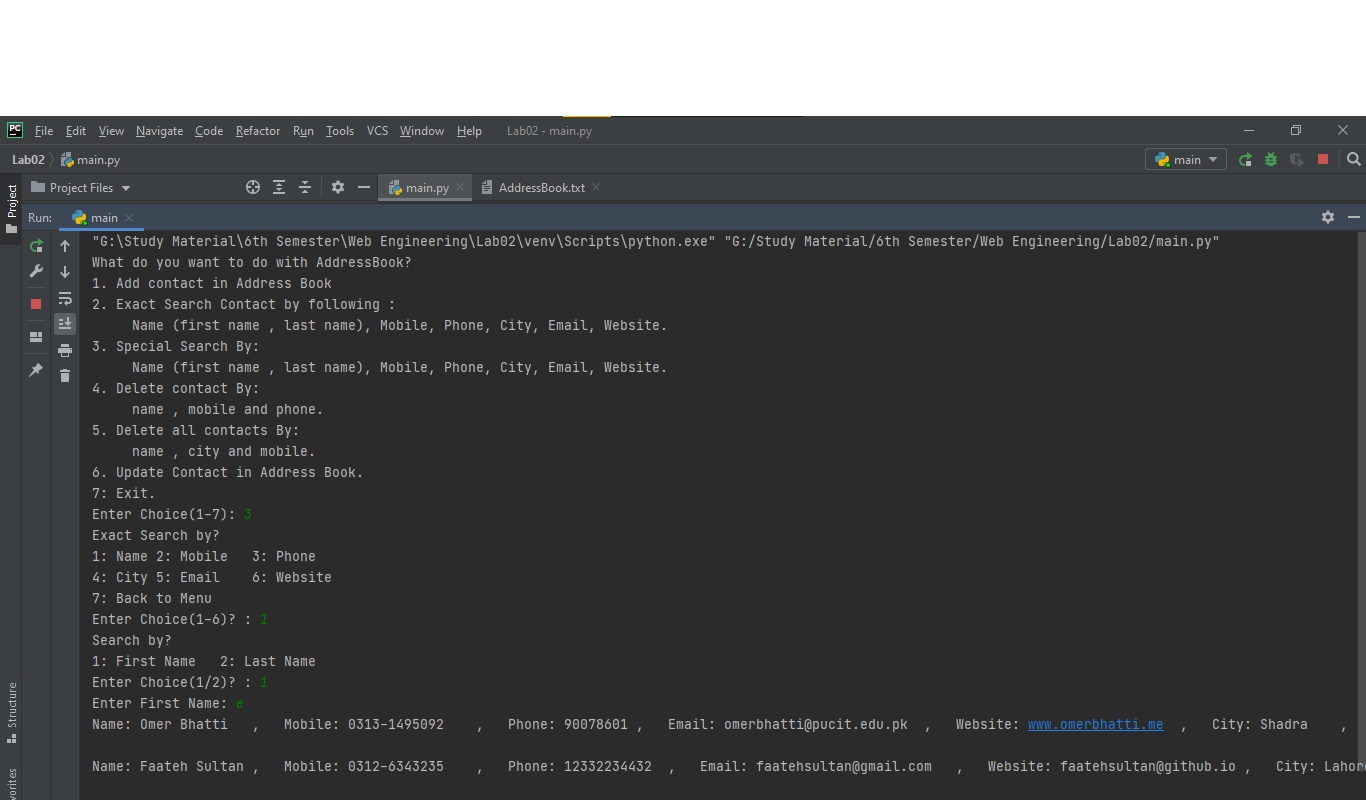 PC File Edit View Navigate Code Refactor Run Tools VCS Window Help Lab02 - main.py
Lab02 main.py main
Project Project Files main.py AddressBook.txt
Run: main
"G:\Study Material\6th Semester\Web Engineering\Lab02\venv\Scripts\python.exe" "G:/Study Material/6th Semester/Web Engineering/Lab02/main.py"
What do you want to do with AddressBook?
1. Add contact in Address Book
2. Exact Search Contact by following :
Name (first name , last name), Mobile, Phone, City, Email, Website.
3. Special Search By:
Name (first name , last name), Mobile, Phone, City, Email, Website.
4. Delete contact By:
name , mobile and phone.
5. Delete all contacts By:
name , city and mobile.
6. Update Contact in Address Book.
7: Exit.
Enter Choice(1-7): 3
Exact Search by?
1: Name 2: Mobile 3: Phone
4: City 5: Email 6: Website
7: Back to Menu
Enter Choice(1-6)? : 1
Search by?
1: First Name 2: Last Name
Enter Choice(1/2)? : 1
Enter First Name: e
Name: Omer Bhatti , Mobile: 0313-1495092 , Phone: 90078601 , Email: omerbhatti@pucit.edu.pk , Website: www.omerbhatti.me , City: Shadra ,
Name: Faateh Sultan , Mobile: 0312-6343235 , Phone: 12332234432 , Email: faatehsultan@gmail.com , Website: faatehsultan@github.io , City: Lahor
Structure
vorites